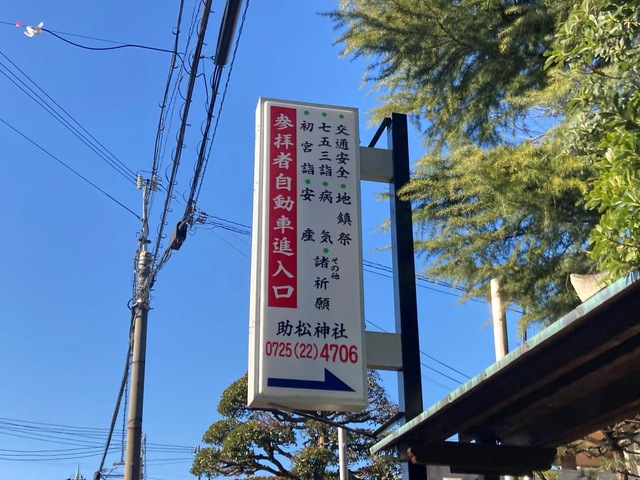 交通安全・地鎮祭
七五三詣・病気・その他諸祈願
初宮詣・安産
参拝者自動車進入口
助松神社
0725(22)4706